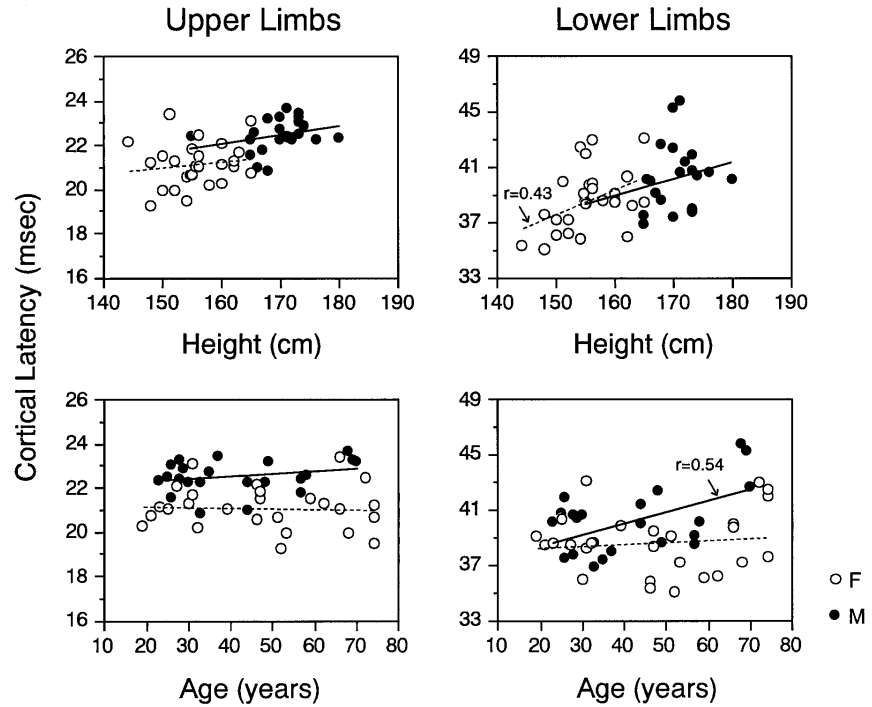 Upper Limbs
Lower Limbs
Cortical Latency (msec)
26
24
22
20
18
16
140 150 160 170 180 190
Height (cm)
49
45
41
37
33
r=0.43
140 150 160 170 180 190
Height (cm)
26
24
22
20
18
16
10 20 30 40 50 60 70 80
Age (years)
49
45
41
37
33
r=0.54
10 20 30 40 50 60 70 80
Age (years)
F
M